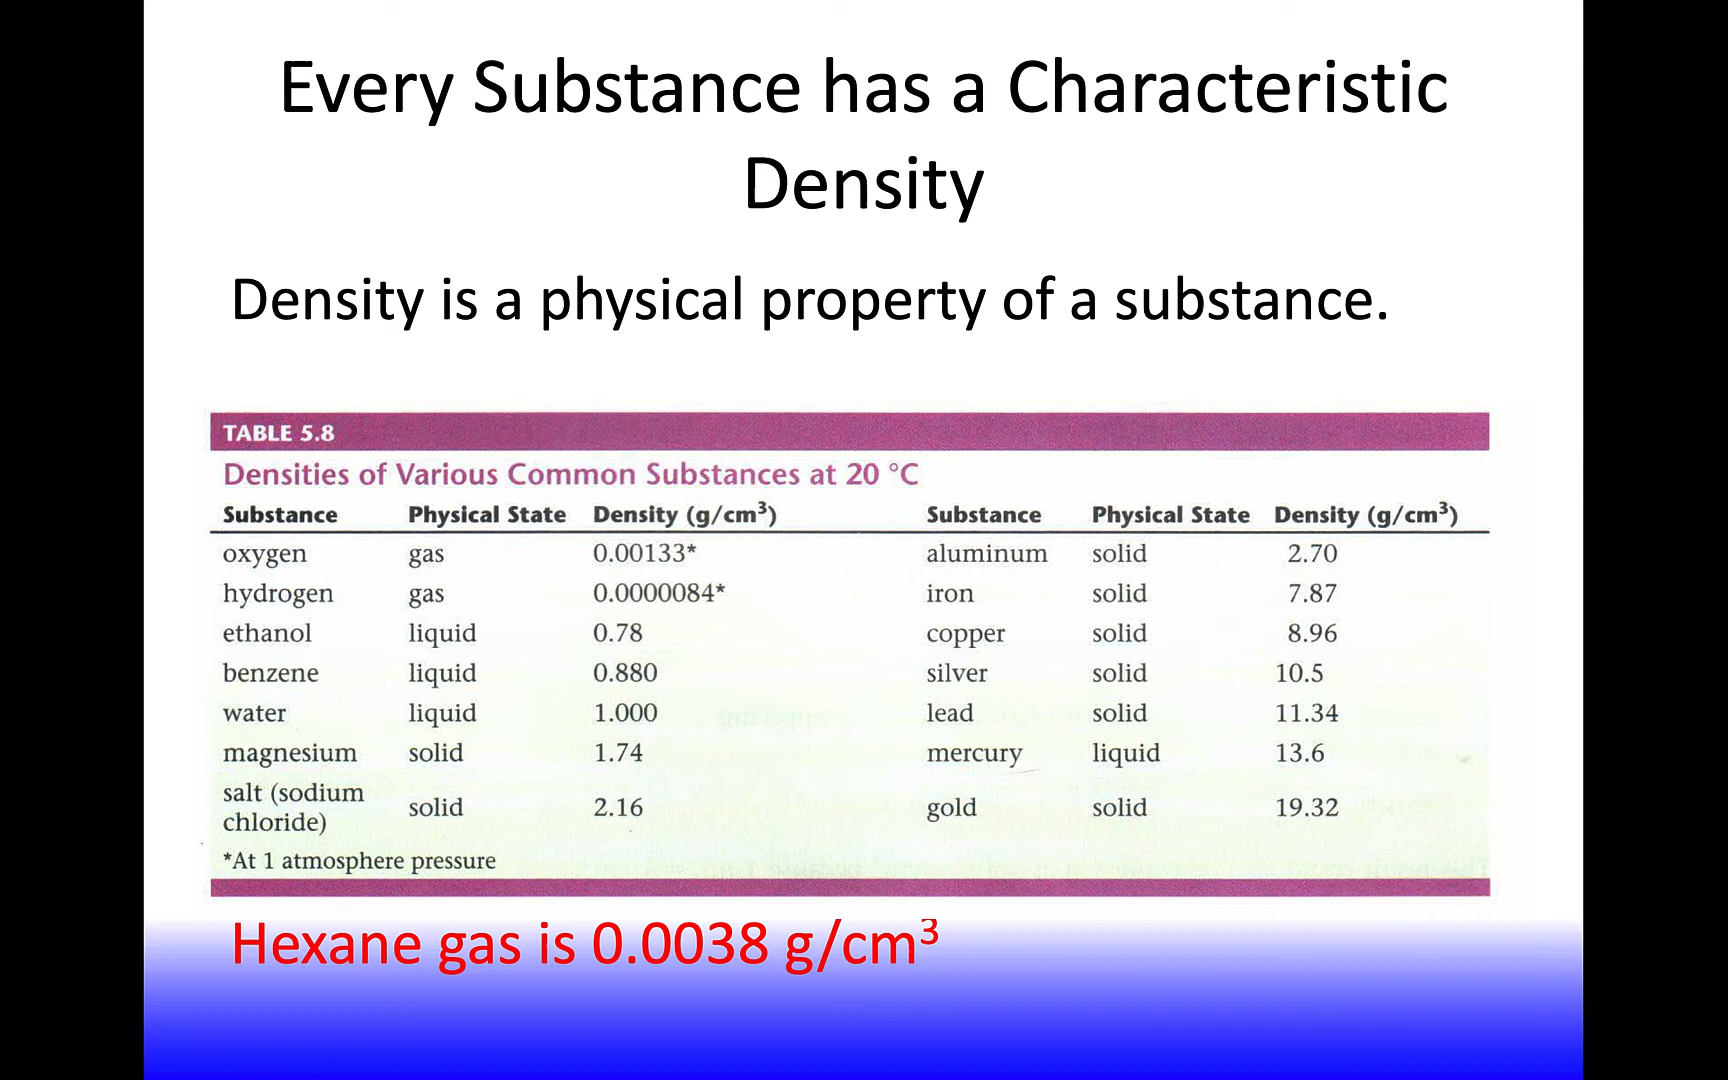 Every Substance has a Characteristic
Density
Density is a physical property of a substance.
TABLE 5.8
Densities of Various Common Substances at 20 °C
Substance Physical State Density (g/cm³) Substance Physical State Density (g/cm³)
oxygen gas 0.00133* aluminum solid 2.70
hydrogen gas 0.0000084* iron solid 7.87
ethanol liquid 0.78 copper solid 8.96
benzene liquid 0.880 silver solid 10.5
water liquid 1.000 lead solid 11.34
magnesium solid 1.74 mercury liquid 13.6
salt (sodium
chloride) solid 2.16 gold solid 19.32
*At 1 atmosphere pressure
Hexane gas is 0.0038 g/cm³